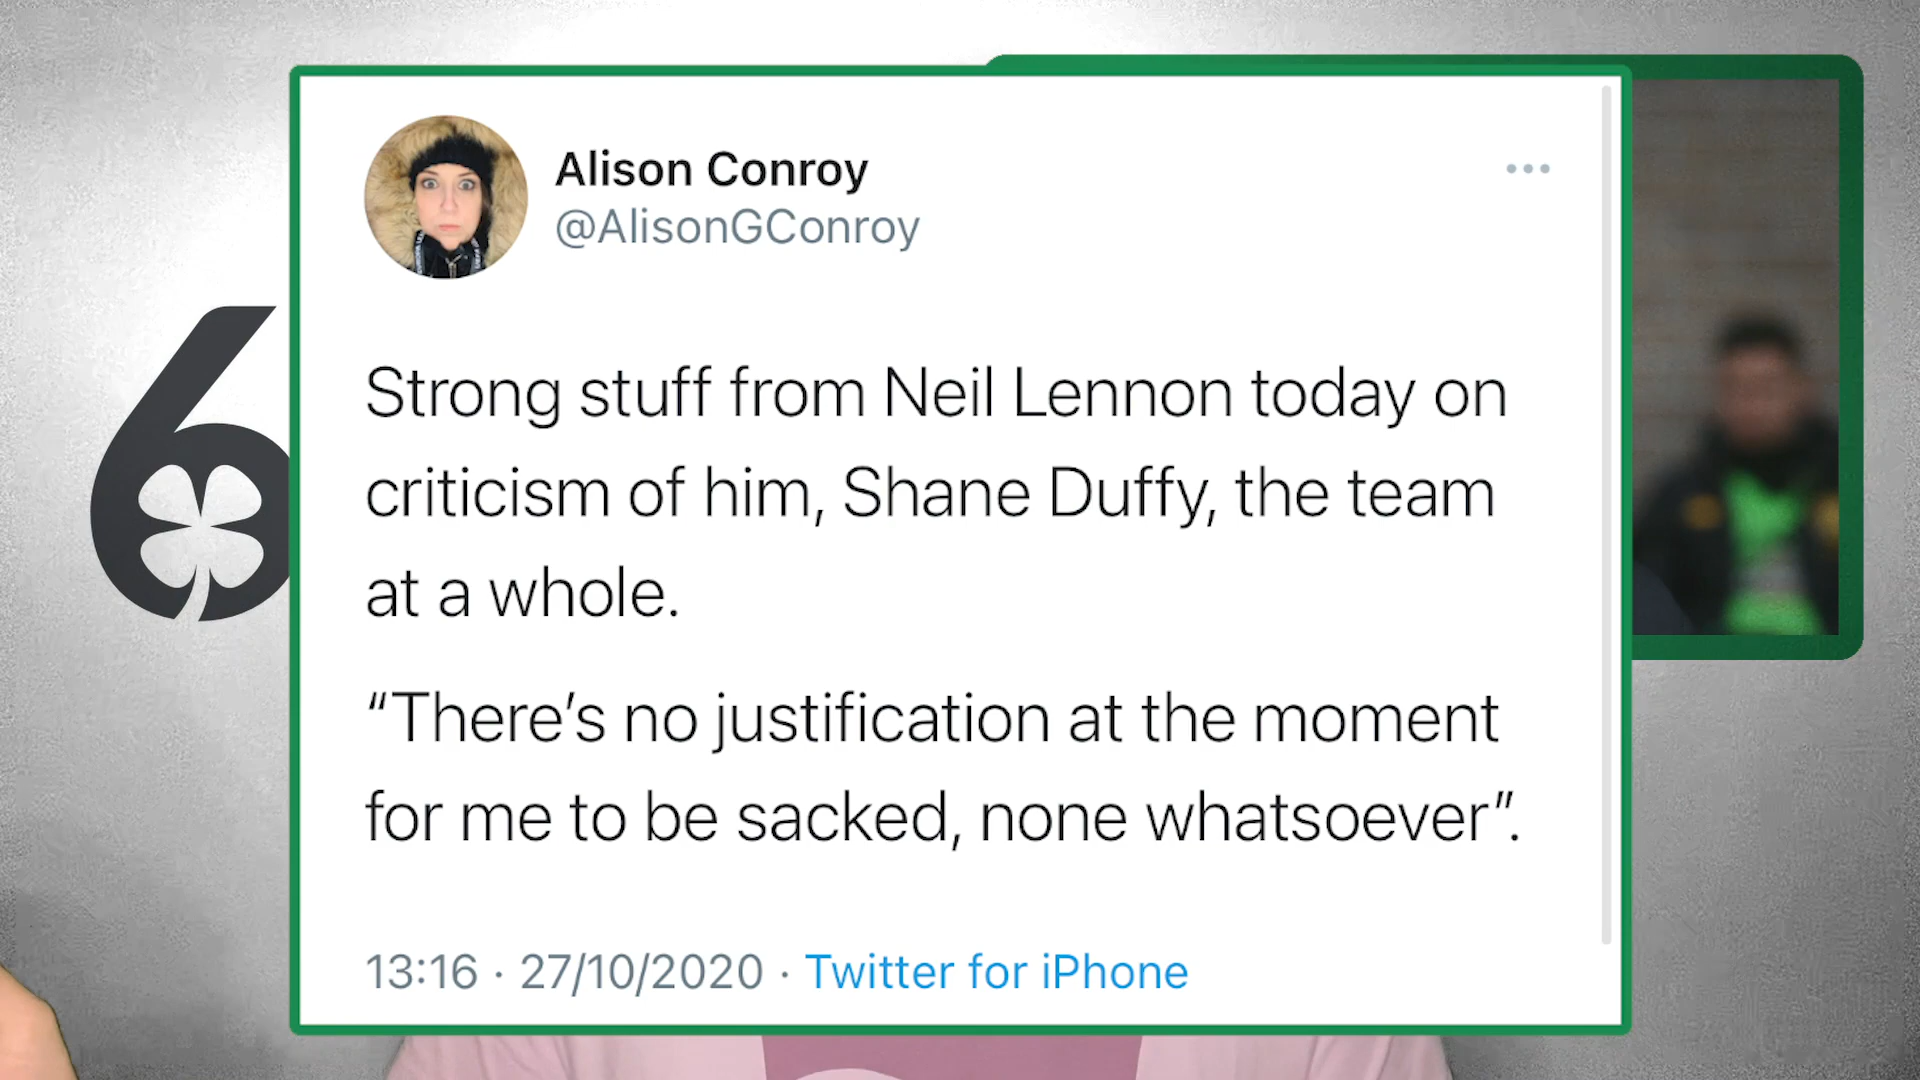 Alison Conroy
@AlisonGConroy
6
Strong stuff from Neil Lennon today on
criticism of him, Shane Duffy, the team
at a whole.
“There’s no justification at the moment
for me to be sacked, none whatsoever”.
13:16 · 27/10/2020 · Twitter for iPhone